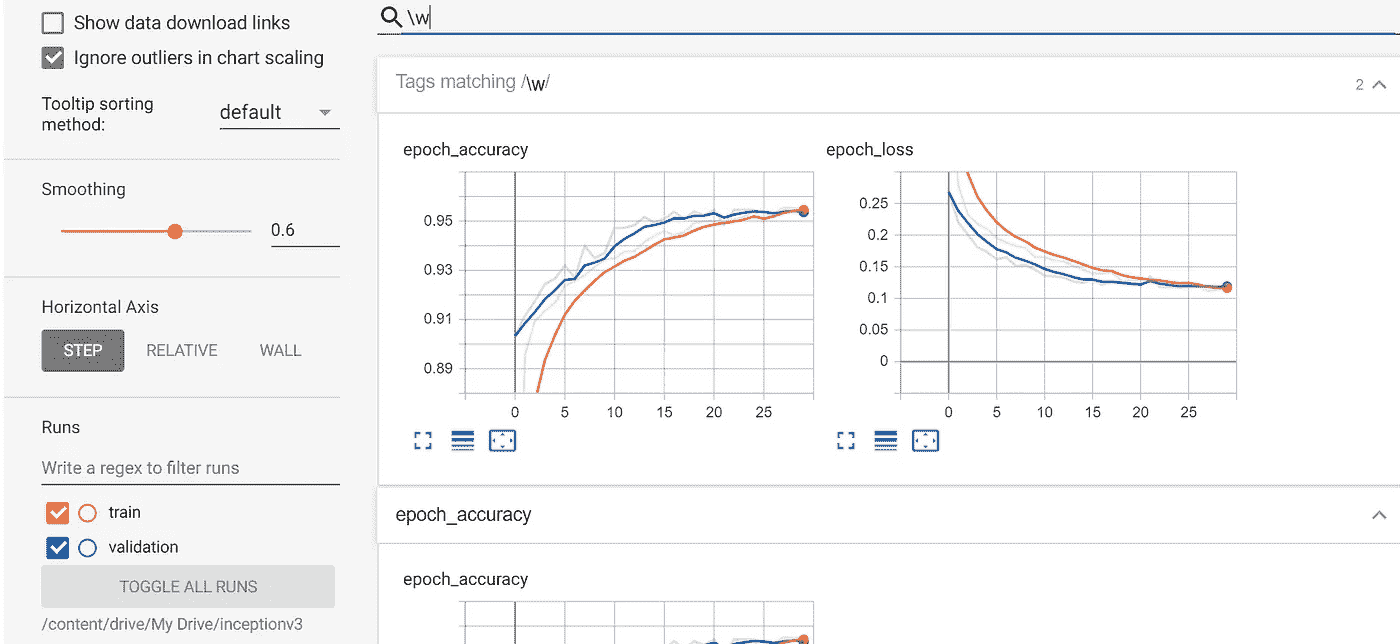 Show data download links
Ignore outliers in chart scaling
Tooltip sorting
method:
default
Smoothing
0.6
Horizontal Axis
STEP
RELATIVE
WALL
Runs
Write a regex to filter runs
train
validation
TOGGLE ALL RUNS
/content/drive/My Drive/inceptionv3
\w
Tags matching /\w/
2
epoch_accuracy
0.95
0.93
0.91
0.89
0 5 10 15 20 25
epoch_loss
0.25
0.2
0.15
0.1
0.05
0
0 5 10 15 20 25
epoch_accuracy
epoch_accuracy